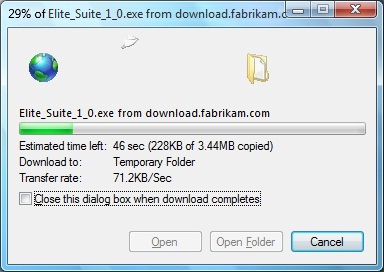 29% of Elite_Suite_1_0.exe from download.fabrikam.c
Elite_Suite_1_0.exe from download.fabrikam.com
Estimated time left: 46 sec (228KB of 3.44MB copied)
Download to: Temporary Folder
Transfer rate: 71.2KB/Sec
Close this dialog box when download completes
Open Open Folder Cancel